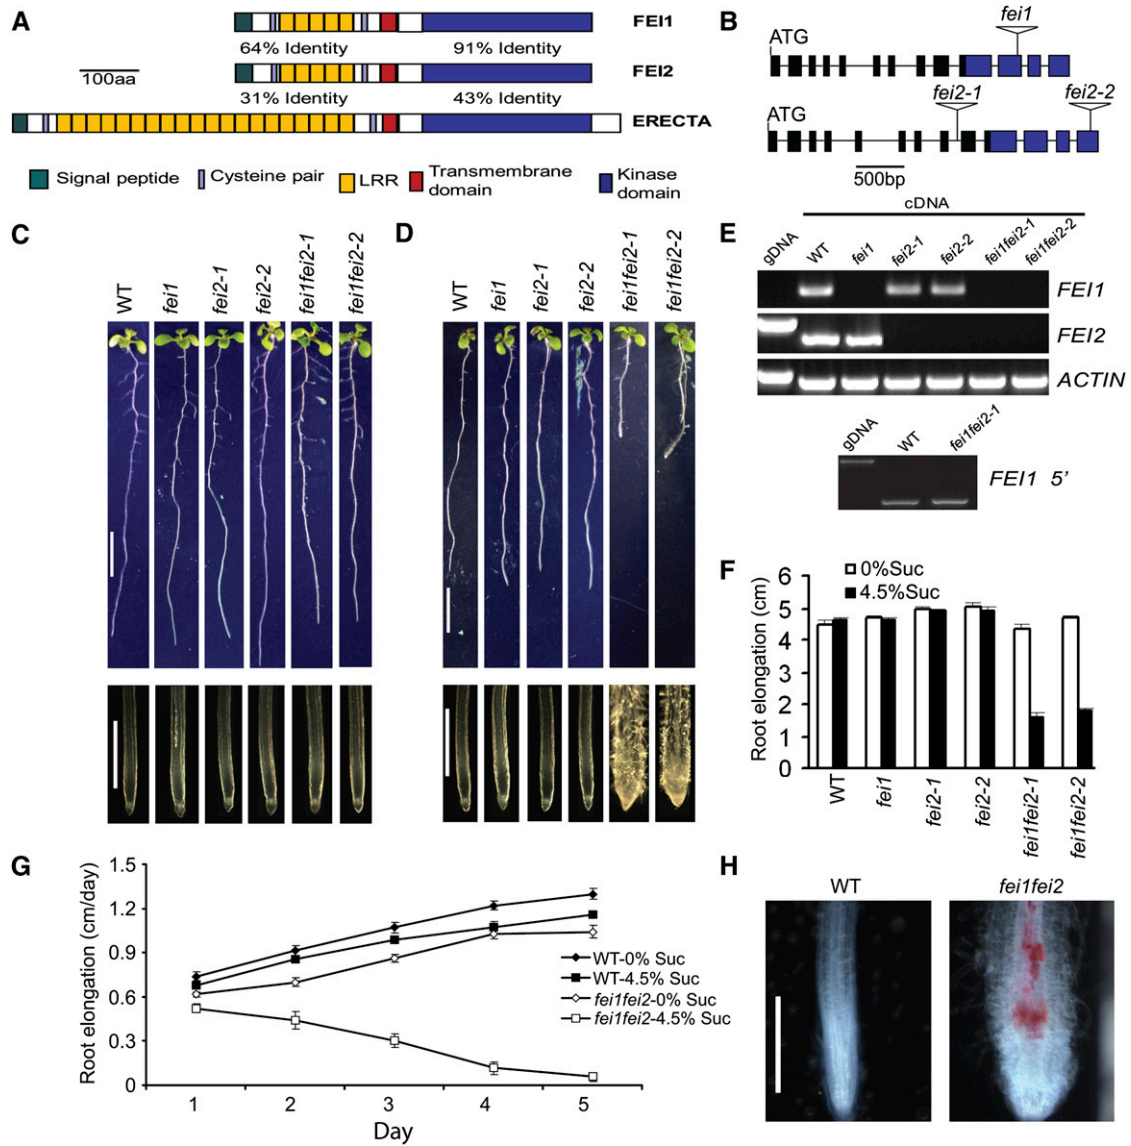 A
FEI1
64% Identity 91% Identity
100aa
FEI2
31% Identity 43% Identity
ERECTA
Signal peptide
Cysteine pair
LRR
Transmembrane
domain
Kinase
domain
B
fei1
ATG
fei2-1 fei2-2
ATG
500bp
C
WT
fei1
fei2-1
fei2-2
fei1fei2-1
fei1fei2-2
D
WT
fei1
fei2-1
fei2-2
fei1fei2-1
fei1fei2-2
E
cDNA
gDNA
WT
fei1
fei2-1
fei2-2
fei1fei2-1
fei1fei2-2
FEI1
FEI2
ACTIN
gDNA
WT
fei1fei2-1
FEI1 5'
F
Root elongation (cm)
6
5
4
3
2
1
0
0%Suc
4.5%Suc
WT
fei1
fei2-1
fei2-2
fei1fei2-1
fei1fei2-2
G
Root elongation (cm/day)
1.5
1.2
0.9
0.6
0.3
0
WT-0% Suc
WT-4.5% Suc
fei1fei2-0% Suc
fei1fei2-4.5% Suc
1 2 3 4 5
Day
H
WT
fei1fei2